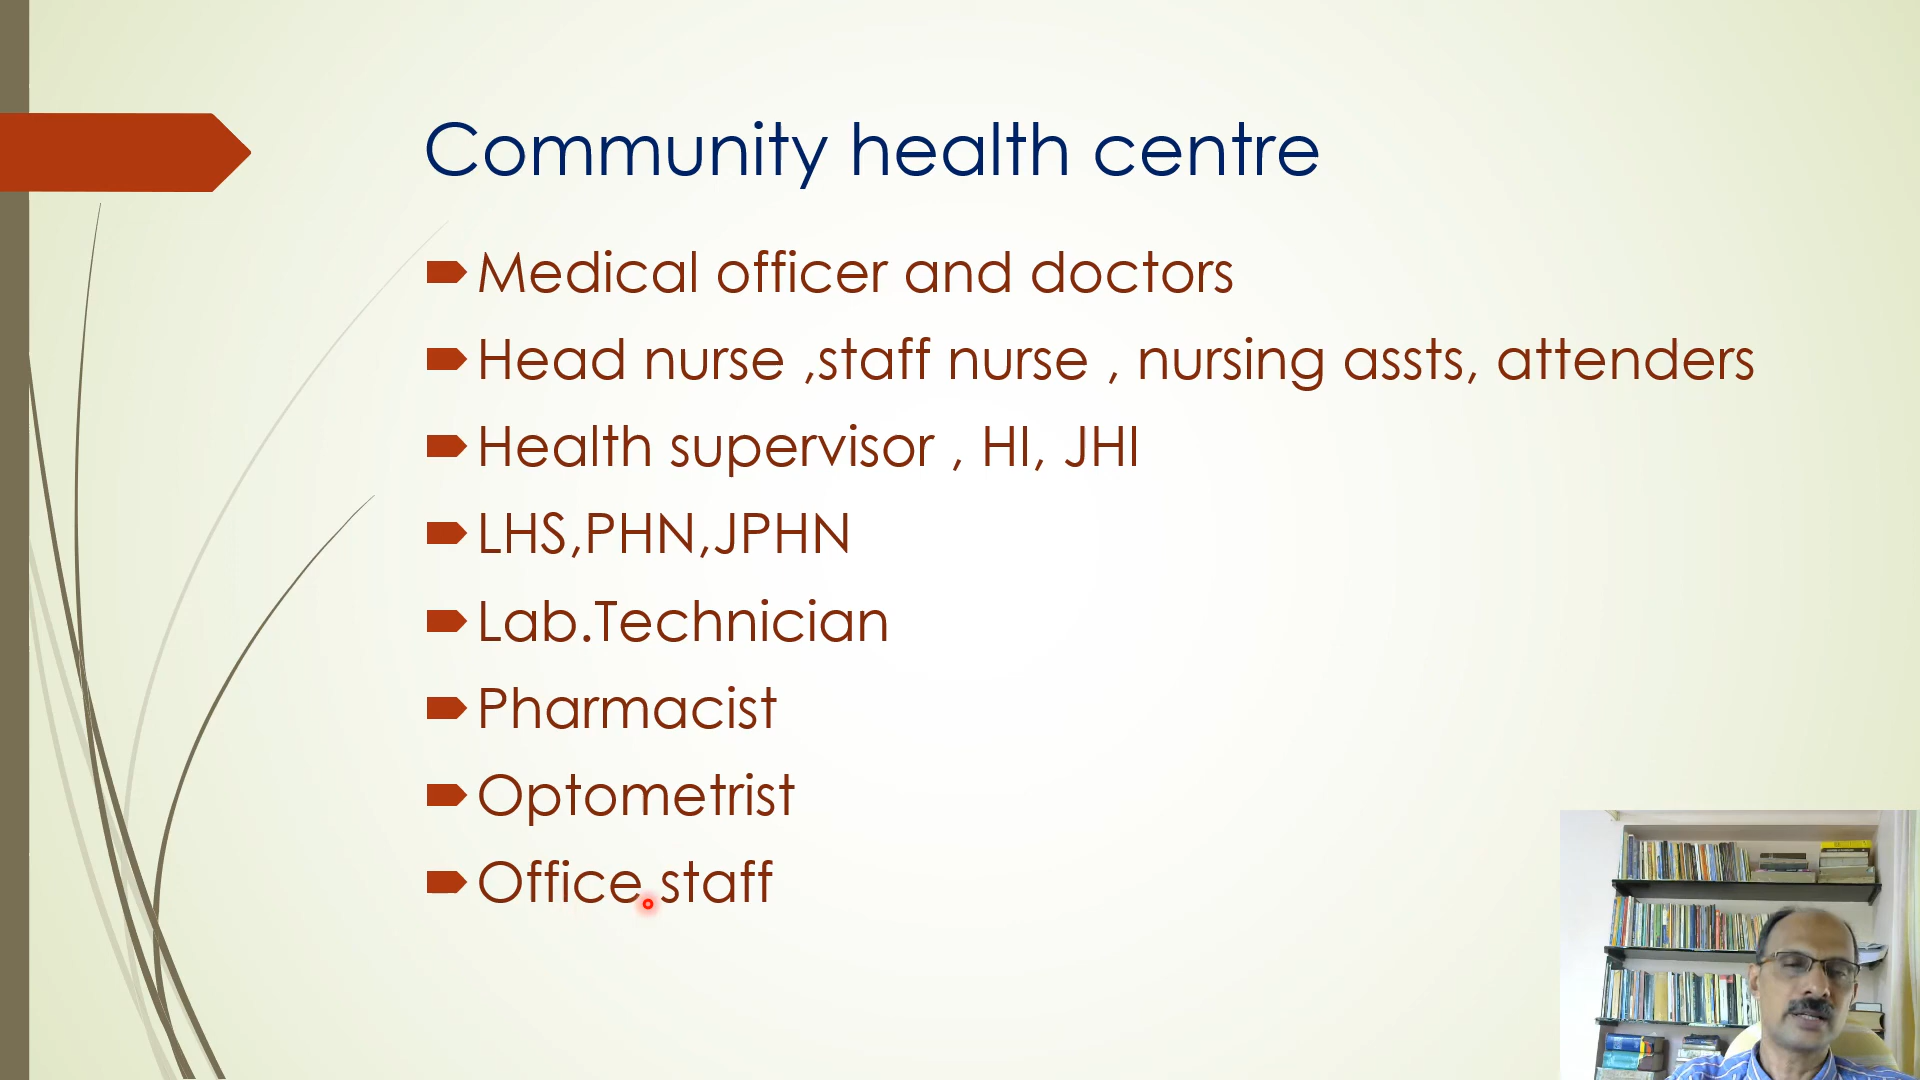 Community health centre
Medical officer and doctors
Head nurse ,staff nurse , nursing assts, attenders
Health supervisor , HI, JHI
LHS,PHN,JPHN
Lab.Technician
Pharmacist
Optometrist
Office staff